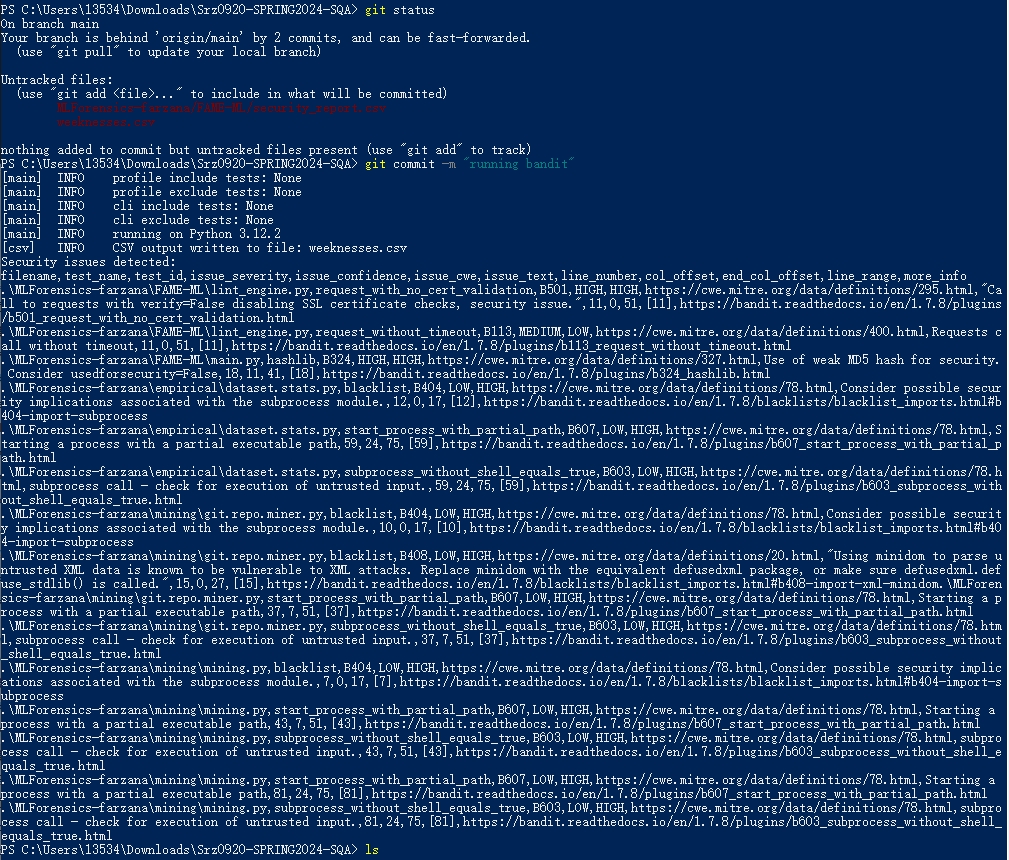 PS C:\Users\13534\Downloads\Srz0920-SPRING2024-SQA> git status
On branch main
Your branch is behind 'origin/main' by 2 commits, and can be fast-forwarded.
  (use "git pull" to update your local branch)
Untracked files:
  (use "git add <file>..." to include in what will be committed)
        MLForensics-farzana/FAME-ML/security_report.csv
        weeknesses.csv
nothing added to commit but untracked files present (use "git add" to track)
PS C:\Users\13534\Downloads\Srz0920-SPRING2024-SQA> git commit -m "running bandit"
[main]  INFO    profile include tests: None
[main]  INFO    profile exclude tests: None
[main]  INFO    cli include tests: None
[main]  INFO    cli exclude tests: None
[main]  INFO    running on Python 3.12.2
[csv]   INFO    CSV output written to file: weeknesses.csv
Security issues detected:
filename,test_name,test_id,issue_severity,issue_confidence,issue_cwe,issue_text,line_number,col_offset,end_col_offset,line_range,more_info
.\MLForensics-farzana\FAME-ML\lint_engine.py,request_with_no_cert_validation,B501,HIGH,HIGH,https://cwe.mitre.org/data/definitions/295.html,"Ca
ll to requests with verify=False disabling SSL certificate checks, security issue.",11,0,51,[11],https://bandit.readthedocs.io/en/1.7.8/plugins
/b501_request_with_no_cert_validation.html
.\MLForensics-farzana\FAME-ML\lint_engine.py,request_without_timeout,B113,MEDIUM,LOW,https://cwe.mitre.org/data/definitions/400.html,Requests c
all without timeout,11,0,51,[11],https://bandit.readthedocs.io/en/1.7.8/plugins/b113_request_without_timeout.html
.\MLForensics-farzana\FAME-ML\main.py,hashlib,B324,HIGH,HIGH,https://cwe.mitre.org/data/definitions/327.html,Use of weak MD5 hash for security.
 Consider usedforsecurity=False,18,11,41,[18],https://bandit.readthedocs.io/en/1.7.8/plugins/b324_hashlib.html
.\MLForensics-farzana\empirical\dataset.stats.py,blacklist,B404,LOW,HIGH,https://cwe.mitre.org/data/definitions/78.html,Consider possible secur
ity implications associated with the subprocess module.,12,0,17,[12],https://bandit.readthedocs.io/en/1.7.8/blacklists/blacklist_imports.html#b
404-import-subprocess
.\MLForensics-farzana\empirical\dataset.stats.py,start_process_with_partial_path,B607,LOW,HIGH,https://cwe.mitre.org/data/definitions/78.html,S
tarting a process with a partial executable path,59,24,75,[59],https://bandit.readthedocs.io/en/1.7.8/plugins/b607_start_process_with_partial_p
ath.html
.\MLForensics-farzana\empirical\dataset.stats.py,subprocess_without_shell_equals_true,B603,LOW,HIGH,https://cwe.mitre.org/data/definitions/78.h
tml,subprocess call - check for execution of untrusted input.,59,24,75,[59],https://bandit.readthedocs.io/en/1.7.8/plugins/b603_subprocess_with
out_shell_equals_true.html
.\MLForensics-farzana\mining\git.repo.miner.py,blacklist,B404,LOW,HIGH,https://cwe.mitre.org/data/definitions/78.html,Consider possible securit
y implications associated with the subprocess module.,10,0,17,[10],https://bandit.readthedocs.io/en/1.7.8/blacklists/blacklist_imports.html#b40
4-import-subprocess
.\MLForensics-farzana\mining\git.repo.miner.py,blacklist,B408,LOW,HIGH,https://cwe.mitre.org/data/definitions/20.html,"Using minidom to parse u
ntrusted XML data is known to be vulnerable to XML attacks. Replace minidom with the equivalent defusedxml package, or make sure defusedxml.def
use_stdlib() is called.",15,0,27,[15],https://bandit.readthedocs.io/en/1.7.8/blacklists/blacklist_imports.html#b408-import-xml-minidom.\MLForen
sics-farzana\mining\git.repo.miner.py,start_process_with_partial_path,B607,LOW,HIGH,https://cwe.mitre.org/data/definitions/78.html,Starting a p
rocess with a partial executable path,37,7,51,[37],https://bandit.readthedocs.io/en/1.7.8/plugins/b607_start_process_with_partial_path.html
.\MLForensics-farzana\mining\git.repo.miner.py,subprocess_without_shell_equals_true,B603,LOW,HIGH,https://cwe.mitre.org/data/definitions/78.htm
l,subprocess call - check for execution of untrusted input.,37,7,51,[37],https://bandit.readthedocs.io/en/1.7.8/plugins/b603_subprocess_without
_shell_equals_true.html
.\MLForensics-farzana\mining\mining.py,blacklist,B404,LOW,HIGH,https://cwe.mitre.org/data/definitions/78.html,Consider possible security implic
ations associated with the subprocess module.,7,0,17,[7],https://bandit.readthedocs.io/en/1.7.8/blacklists/blacklist_imports.html#b404-import-s
ubprocess
.\MLForensics-farzana\mining\mining.py,start_process_with_partial_path,B607,LOW,HIGH,https://cwe.mitre.org/data/definitions/78.html,Starting a
process with a partial executable path,43,7,51,[43],https://bandit.readthedocs.io/en/1.7.8/plugins/b607_start_process_with_partial_path.html
.\MLForensics-farzana\mining\mining.py,subprocess_without_shell_equals_true,B603,LOW,HIGH,https://cwe.mitre.org/data/definitions/78.html,subpro
cess call - check for execution of untrusted input.,43,7,51,[43],https://bandit.readthedocs.io/en/1.7.8/plugins/b603_subprocess_without_shell_e
quals_true.html
.\MLForensics-farzana\mining\mining.py,start_process_with_partial_path,B607,LOW,HIGH,https://cwe.mitre.org/data/definitions/78.html,Starting a
process with a partial executable path,81,24,75,[81],https://bandit.readthedocs.io/en/1.7.8/plugins/b607_start_process_with_partial_path.html
.\MLForensics-farzana\mining\mining.py,subprocess_without_shell_equals_true,B603,LOW,HIGH,https://cwe.mitre.org/data/definitions/78.html,subpro
cess call - check for execution of untrusted input.,81,24,75,[81],https://bandit.readthedocs.io/en/1.7.8/plugins/b603_subprocess_without_shell_
equals_true.html
PS C:\Users\13534\Downloads\Srz0920-SPRING2024-SQA> ls